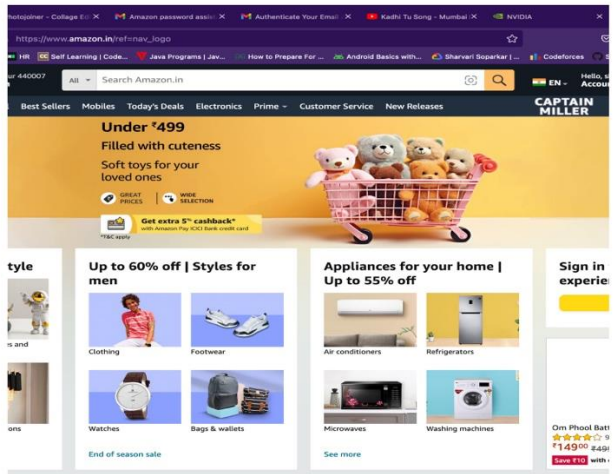 hotojoiner - Collage Ed
Amazon password assis
Authenticate Your Emai
Kadhi Tu Song - Mumbai
NVIDIA
https://www.amazon.in/ref=nav_logo
HR
CC Self Learning | Code...
Java Programs | Jav...
How to Prepare For ...
Android Basics with...
Sharvari Soparkar | ...
Codeforces
ur 440007
All
Search Amazon.in
EN
Hello, s
Accou
Best Sellers Mobiles Today's Deals Electronics Prime Customer Service New Releases
CAPTAIN
MILLER
Under ₹499
Filled with cuteness
Soft toys for your
loved ones
GREAT
PRICES
WIDE
SELECTION
Get extra 5% cashback*
with Amazon Pay ICICI Bank credit card
*T&C apply
tyle
s and
ons
Up to 60% off | Styles for
men
Clothing
Footwear
Watches
Bags & wallets
End of season sale
Appliances for your home |
Up to 55% off
Air conditioners
Refrigerators
Microwaves
Washing machines
See more
Sign in
experie
Om Phool Batt
₹14900 ₹499
Save ₹10 with